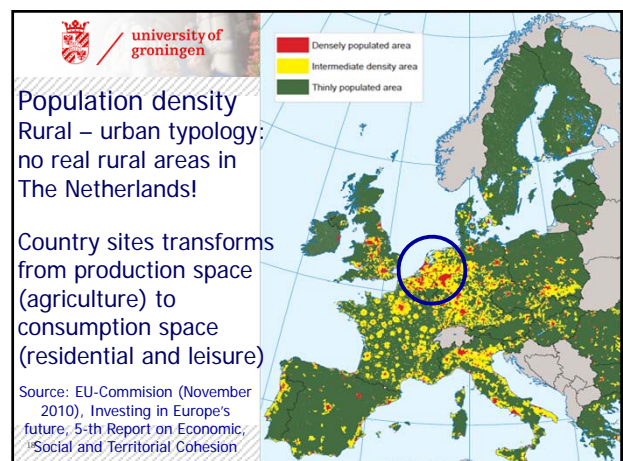 university of
groningen
Population density
Rural – urban typology:
no real rural areas in
The Netherlands!
Country sites transforms
from production space
(agriculture) to
consumption space
(residential and leisure)
Source: EU-Commision (November
2010), Investing in Europe's
future, 5-th Report on Economic,
Social and Territorial Cohesion
Densely populated area
Intermediate density area
Thinly populated area